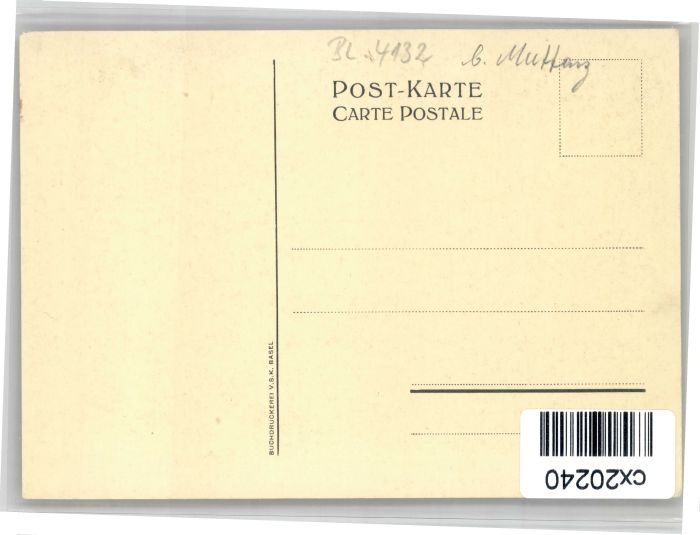 BL 4132 b. Muttenz
POST-KARTE
CARTE POSTALE
BUCHDRUCKEREI V.S.K. BASEL
cx20240